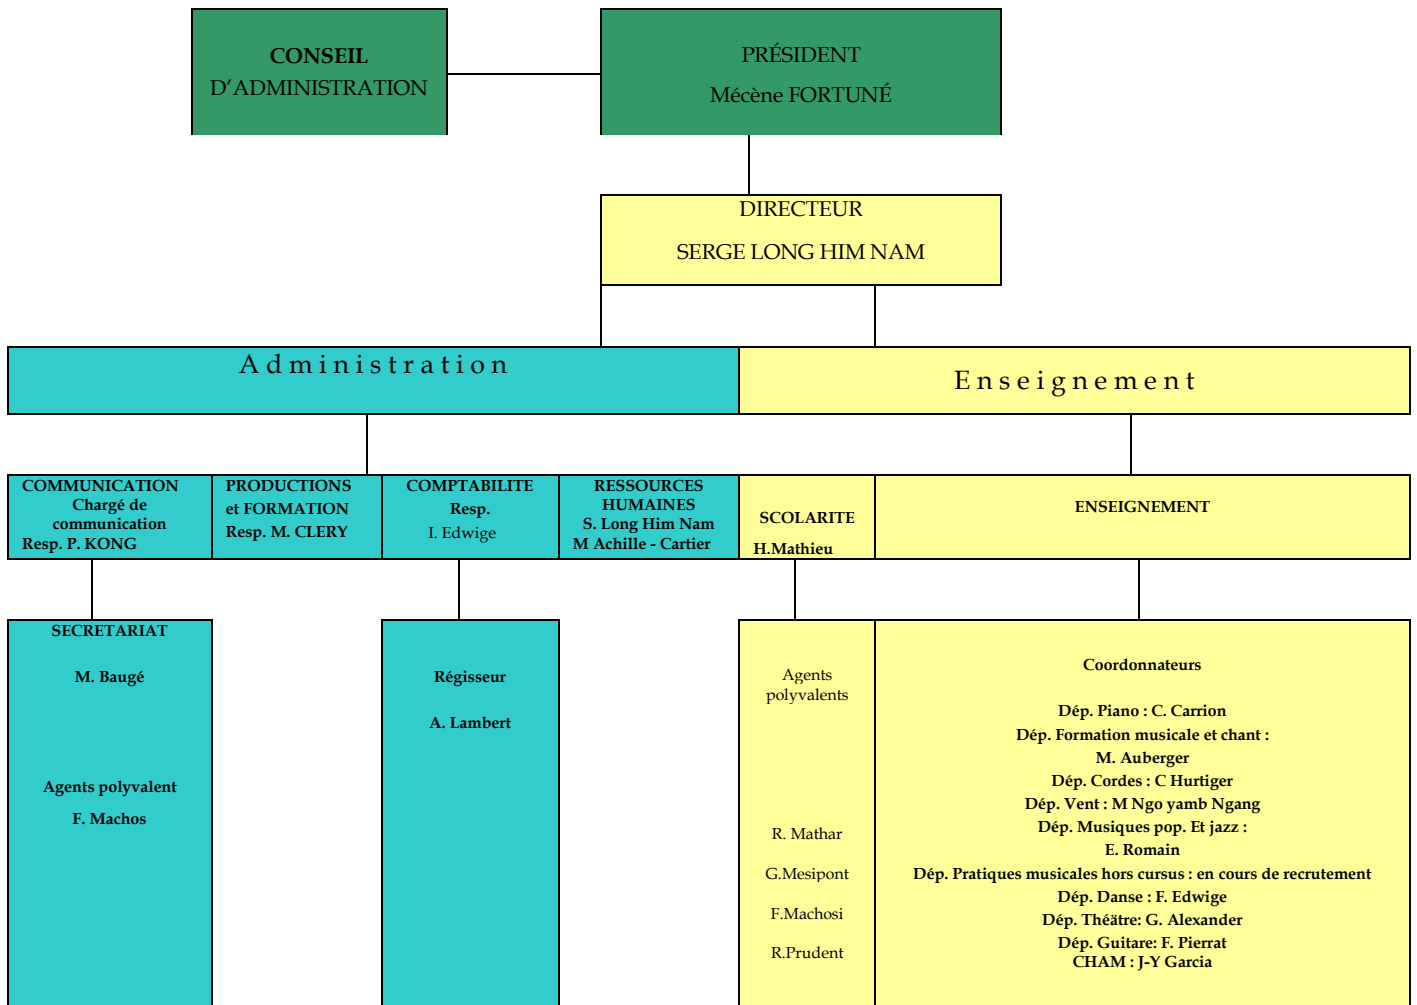 CONSEIL
D'ADMINISTRATION
PRÉSIDENT
Mécène FORTUNÉ
DIRECTEUR
SERGE LONG HIM NAM
Administration
Enseignement
COMMUNICATION
Chargé de
communication
Resp. P. KONG
PRODUCTIONS
et FORMATION
Resp. M. CLERY
COMPTABILITE
Resp.
I. Edwige
RESSOURCES
HUMAINES
S. Long Him Nam
M Achille - Cartier
SCOLARITE
H.Mathieu
ENSEIGNEMENT
SECRETARIAT
M. Baugé
Agents polyvalent
F. Machos
Régisseur
A. Lambert
Agents
polyvalents
R. Mathar
G.Mesipont
F.Machosi
R.Prudent
Coordonnateurs
Dép. Piano : C. Carrion
Dép. Formation musicale et chant :
M. Auberger
Dép. Cordes : C Hurtiger
Dép. Vent : M Ngo yamb Ngang
Dép. Musiques pop. Et jazz :
E. Romain
Dép. Pratiques musicales hors cursus : en cours de recrutement
Dép. Danse : F. Edwige
Dép. Théätre: G. Alexander
Dép. Guitare: F. Pierrat
CHAM : J-Y Garcia